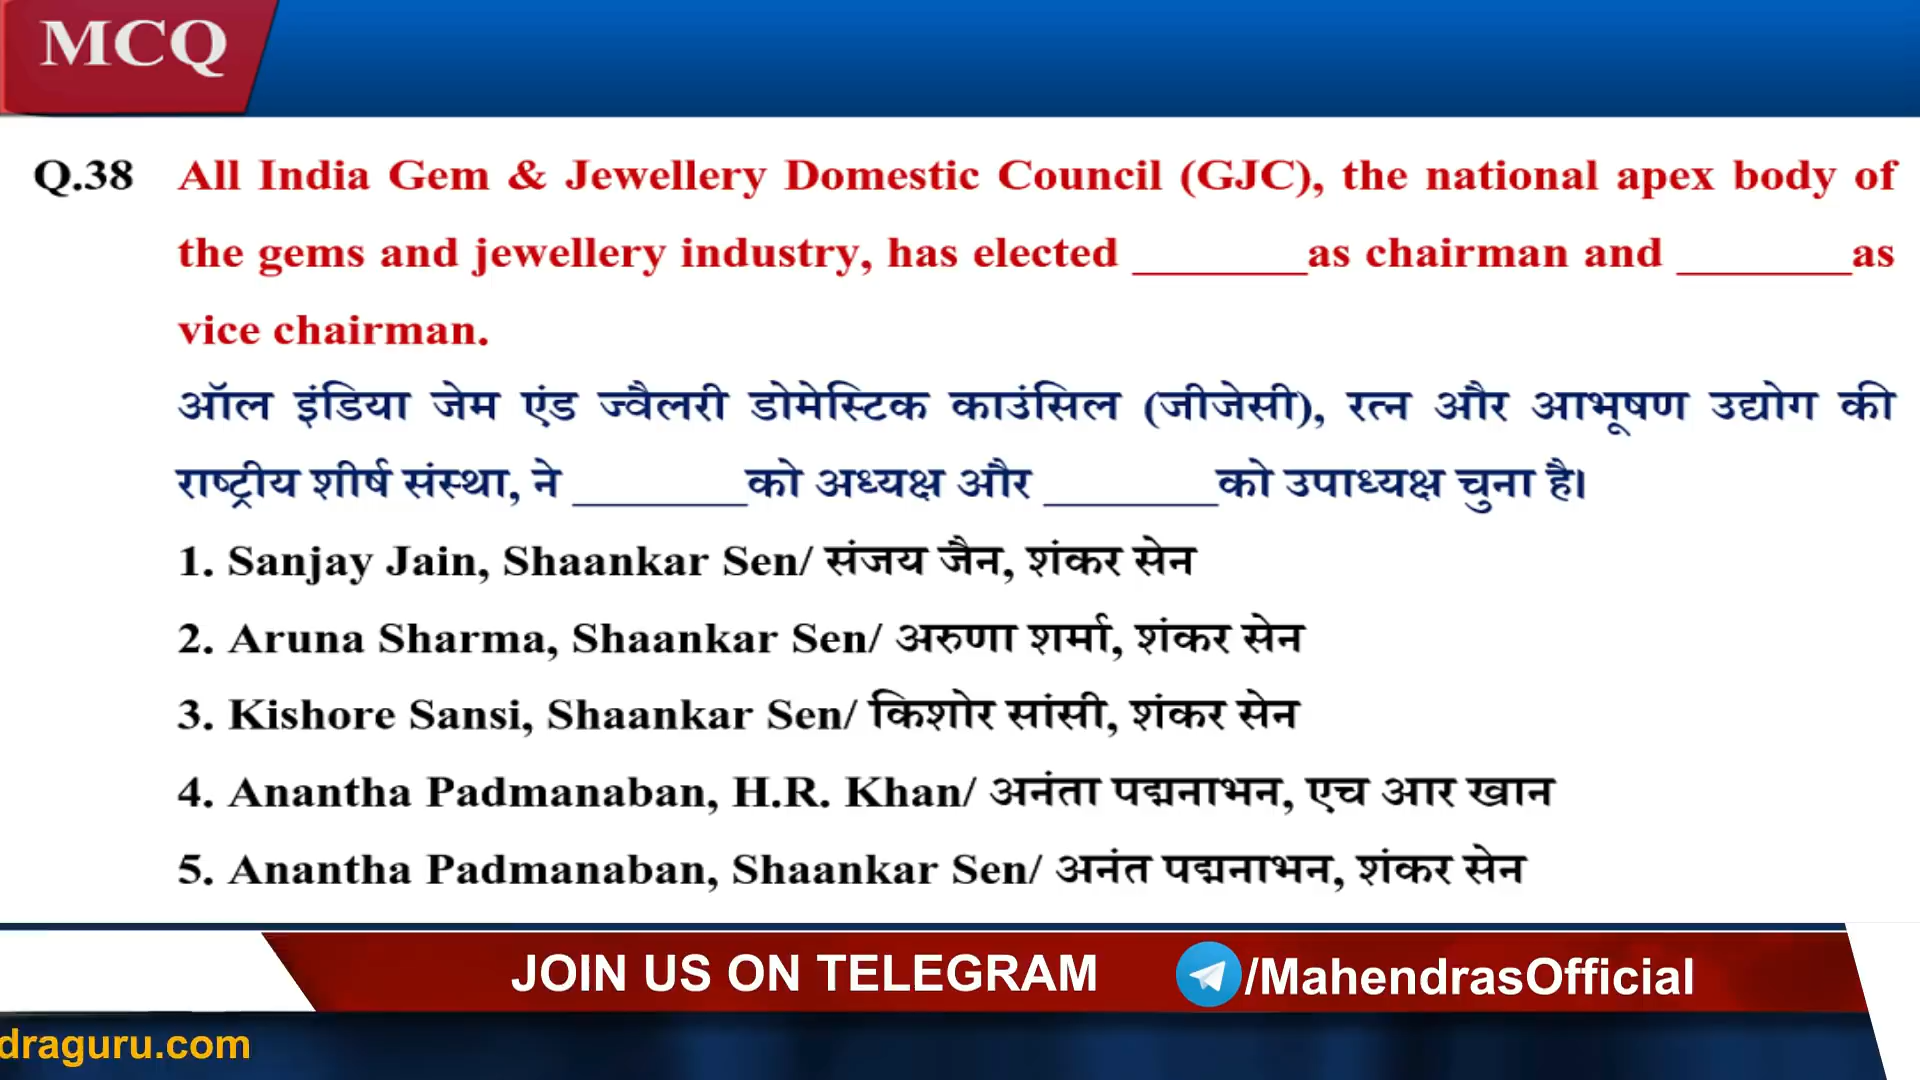 MCQ
Q.38 All India Gem & Jewellery Domestic Council (GJC), the national apex body of
the gems and jewellery industry, has elected ________as chairman and ________as
vice chairman.
ऑल इंडिया जेम एंड ज्वैलरी डोमेस्टिक काउंसिल (जीजेसी), रत्न और आभूषण उद्योग की
राष्ट्रीय शीर्ष संस्था, ने ________को अध्यक्ष और ________को उपाध्यक्ष चुना है।
1. Sanjay Jain, Shaankar Sen/ संजय जैन, शंकर सेन
2. Aruna Sharma, Shaankar Sen/ अरुणा शर्मा, शंकर सेन
3. Kishore Sansi, Shaankar Sen/ किशोर सांसी, शंकर सेन
4. Anantha Padmanaban, H.R. Khan/ अनंता पद्मनाभन, एच आर खान
5. Anantha Padmanaban, Shaankar Sen/ अनंत पद्मनाभन, शंकर सेन
JOIN US ON TELEGRAM /MahendrasOfficial
draguru.com